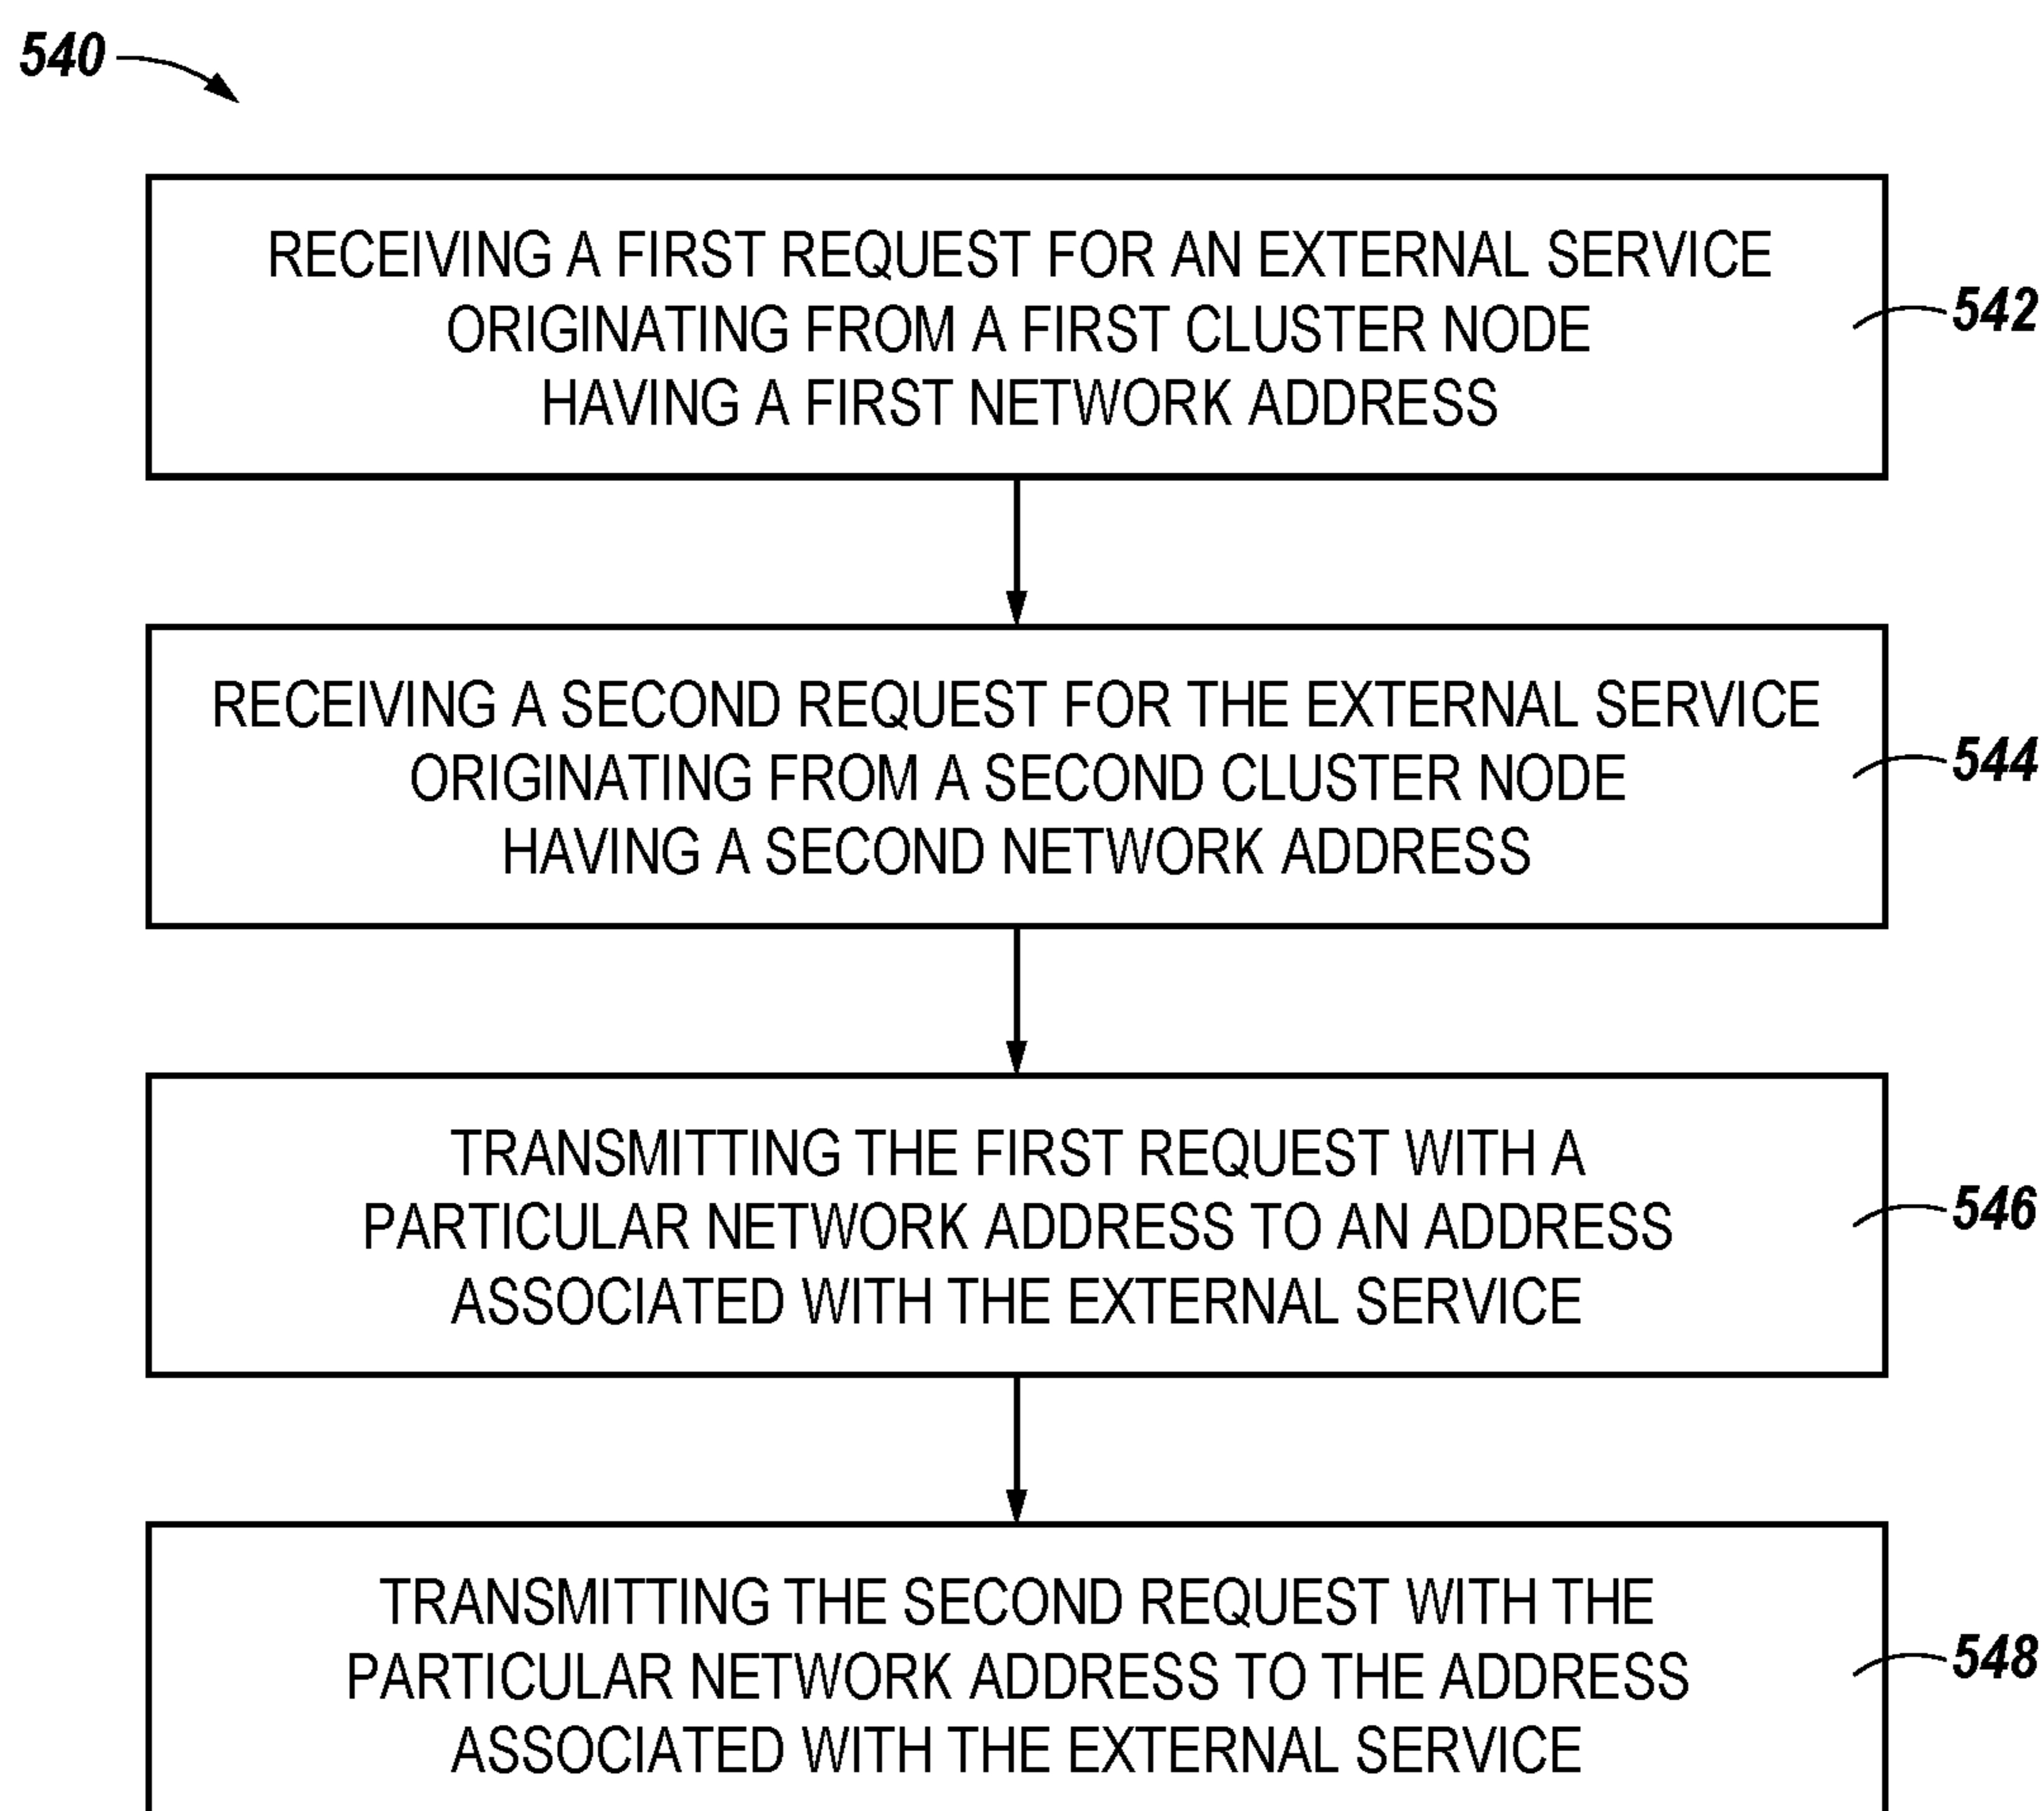 540
RECEIVING A FIRST REQUEST FOR AN EXTERNAL SERVICE
ORIGINATING FROM A FIRST CLUSTER NODE
HAVING A FIRST NETWORK ADDRESS
542
RECEIVING A SECOND REQUEST FOR THE EXTERNAL SERVICE
ORIGINATING FROM A SECOND CLUSTER NODE
HAVING A SECOND NETWORK ADDRESS
544
TRANSMITTING THE FIRST REQUEST WITH A
PARTICULAR NETWORK ADDRESS TO AN ADDRESS
ASSOCIATED WITH THE EXTERNAL SERVICE
546
TRANSMITTING THE SECOND REQUEST WITH THE
PARTICULAR NETWORK ADDRESS TO THE ADDRESS
ASSOCIATED WITH THE EXTERNAL SERVICE
548